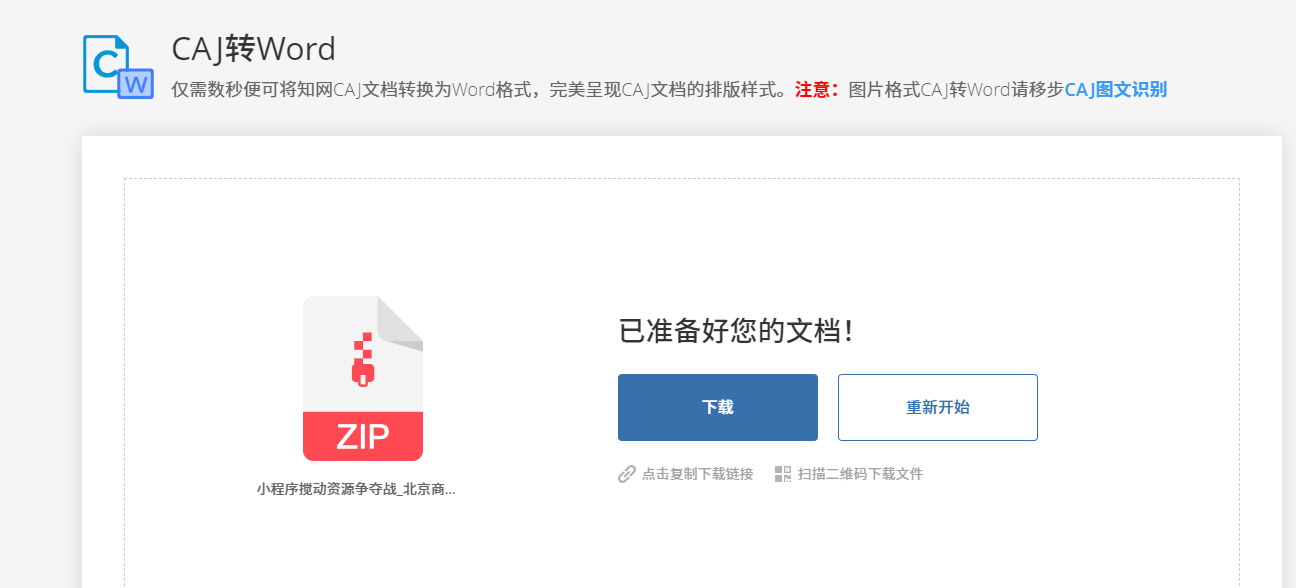 CAJ转Word
仅需数秒便可将知网CAJ文档转换为Word格式，完美呈现CAJ文档的排版样式。注意：图片格式CAJ转Word请移步CAJ图文识别
C
W
ZIP
小程序搅动资源争夺战_北京商...
已准备好您的文档！
下载
重新开始
点击复制下载链接
扫描二维码下载文件